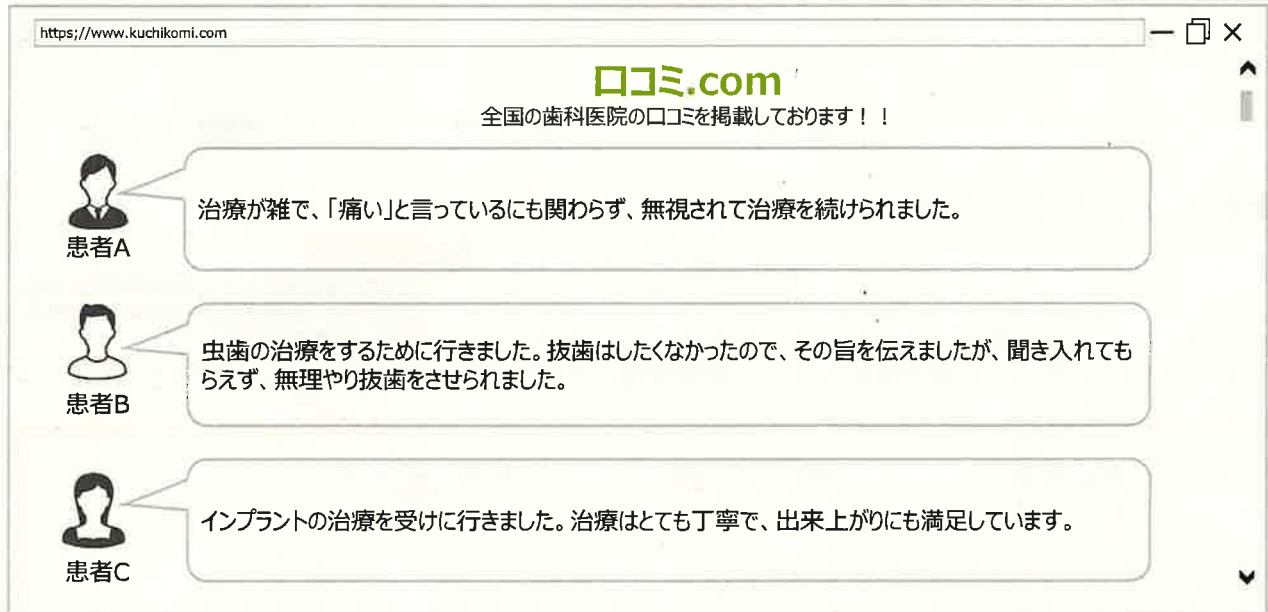 https;//www.kuchikomi.com
口コミ.com
全国の歯科医院の口コミを掲載しております！！
治療が雑で、「痛い」と言っているにも関わらず、無視されて治療を続けられました。
患者A
虫歯の治療をするために行きました。抜歯はしたくなかったので、その旨を伝えましたが、聞き入れても
らえず、無理やり抜歯をさせられました。
患者B
インプラントの治療を受けに行きました。治療はとても丁寧で、出来上がりにも満足しています。
患者C